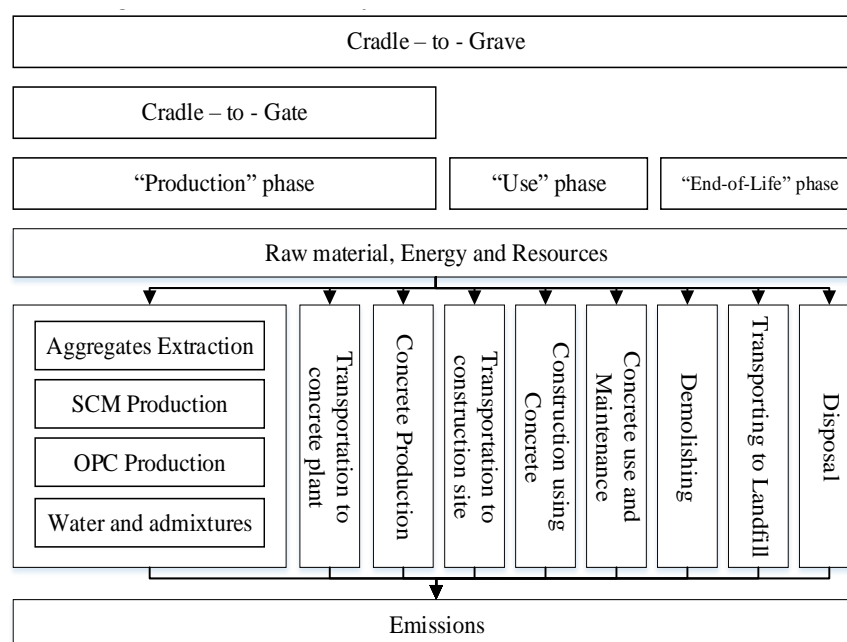 Cradle – to - Grave
Cradle – to - Gate
“Production” phase
“Use” phase
“End-of-Life” phase
Raw material, Energy and Resources
Aggregates Extraction
SCM Production
OPC Production
Water and admixtures
Transportation to
concrete plant
Concrete Production
Transportation to
construction site
Construction using
Concrete
Concrete use and
Maintenance
Demolishing
Transporting to Landfill
Disposal
Emissions